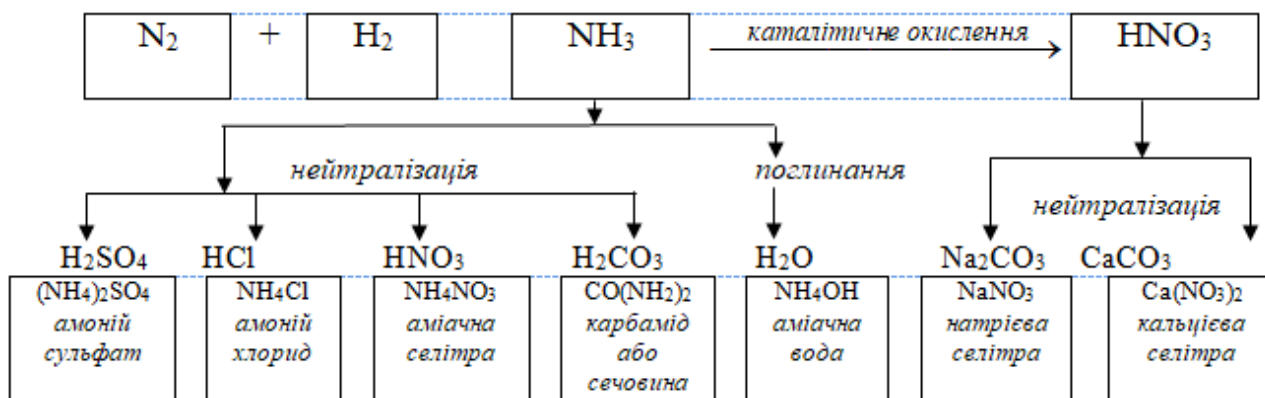 N₂ + H₂ NH₃ каталітичне окислення HNO₃
нейтралізація поглинання
нейтралізація
H₂SO₄ HCl HNO₃ H₂CO₃ H₂O Na₂CO₃ CaCO₃
(NH₄)₂SO₄
амоній
сульфат
NH₄Cl
амоній
хлорид
NH₄NO₃
аміачна
селітра
CO(NH₂)₂
карбамід
або
сечовина
NH₄OH
аміачна
вода
NaNO₃
натрієва
селітра
Ca(NO₃)₂
кальцієва
селітра